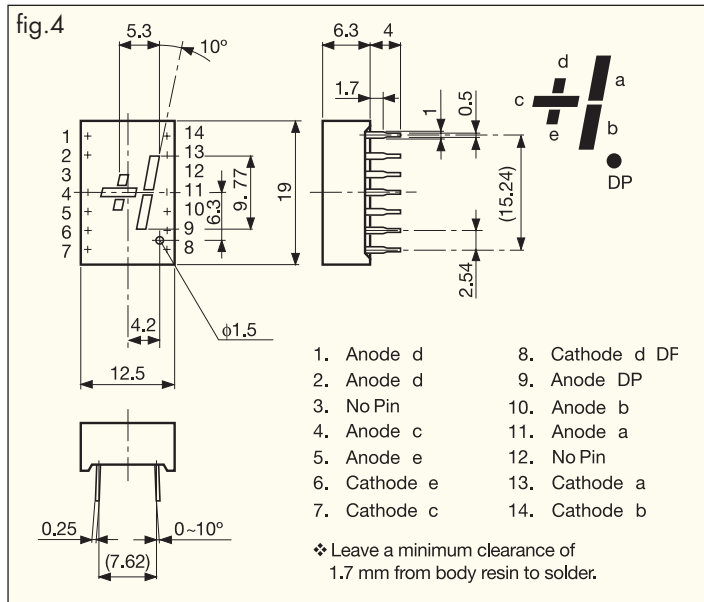 fig.4
5.3
10°
6.3
4
1.7
1
0.5
d
a
c
e
b
DP
1
2
3
4
5
6
7
14
13
12
11
10
9
8
6.3
9.77
19
(15.24)
2.54
4.2
φ1.5
12.5
0.25
0~10°
(7.62)
1. Anode d
2. Anode d
3. No Pin
4. Anode c
5. Anode e
6. Cathode e
7. Cathode c
8. Cathode d DP
9. Anode DP
10. Anode b
11. Anode a
12. No Pin
13. Cathode a
14. Cathode b
❖ Leave a minimum clearance of
1.7 mm from body resin to solder.